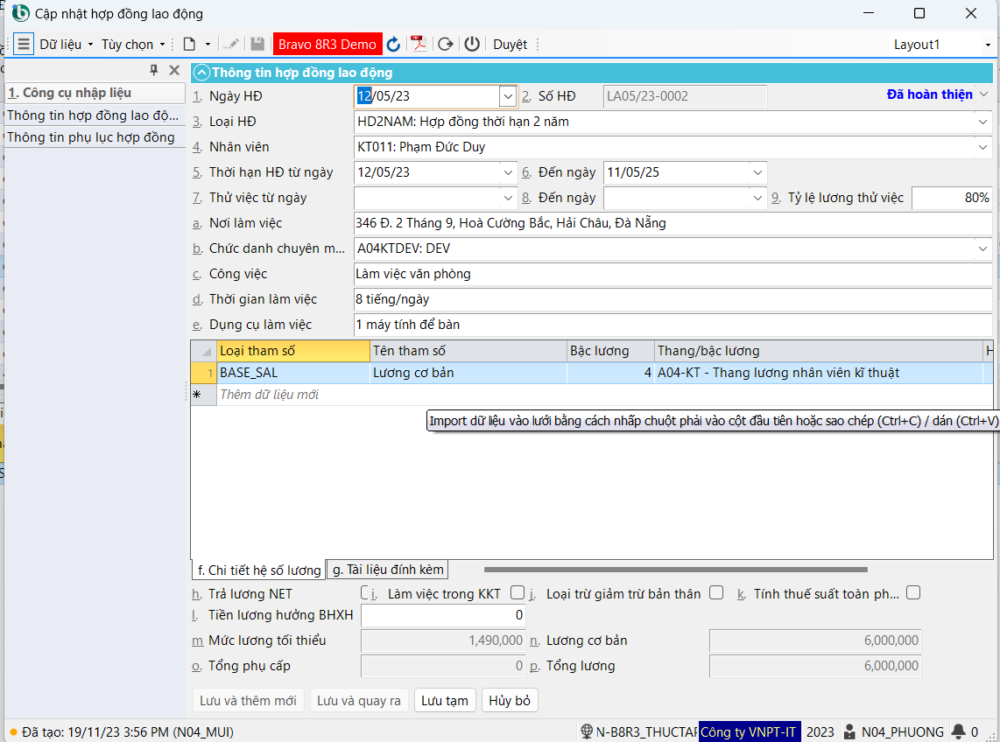 Cập nhật hợp đồng lao động
Dữ liệu Tùy chọn Bravo 8R3 Demo Duyệt Layout1
1. Công cụ nhập liệu
Thông tin hợp đồng lao độ...
Thông tin phụ lục hợp đồng
Thông tin hợp đồng lao động
1. Ngày HĐ 12/05/23 2. Số HĐ LA05/23-0002 Đã hoàn thiện
3. Loại HĐ HD2NAM: Hợp đồng thời hạn 2 năm
4. Nhân viên KT011: Phạm Đức Duy
5. Thời hạn HĐ từ ngày 12/05/23 6. Đến ngày 11/05/25
7. Thử việc từ ngày 8. Đến ngày 9. Tỷ lệ lương thử việc 80%
a. Nơi làm việc 346 Đ. 2 Tháng 9, Hoà Cường Bắc, Hải Châu, Đà Nẵng
b. Chức danh chuyên m... A04KTDEV: DEV
c. Công việc Làm việc văn phòng
d. Thời gian làm việc 8 tiếng/ngày
e. Dụng cụ làm việc 1 máy tính để bàn
Loại tham số Tên tham số Bậc lương Thang/bậc lương H
1 BASE_SAL Lương cơ bản 4 A04-KT - Thang lương nhân viên kĩ thuật
* Thêm dữ liệu mới
Import dữ liệu vào lưới bằng cách nhấp chuột phải vào cột đầu tiên hoặc sao chép (Ctrl+C) / dán (Ctrl+V)
f. Chi tiết hệ số lương g. Tài liệu đính kèm
h. Trả lương NET i. Làm việc trong KKT j. Loại trừ giảm trừ bản thân k. Tính thuế suất toàn ph...
l. Tiền lương hưởng BHXH 0
m Mức lương tối thiểu 1,490,000 n. Lương cơ bản 6,000,000
o. Tổng phụ cấp 0 p. Tổng lương 6,000,000
Lưu và thêm mới Lưu và quay ra Lưu tạm Hủy bỏ
Đã tạo: 19/11/23 3:56 PM (N04_MUI) N-B8R3_THUCTAP Công ty VNPT-IT 2023 N04_PHUONG 0